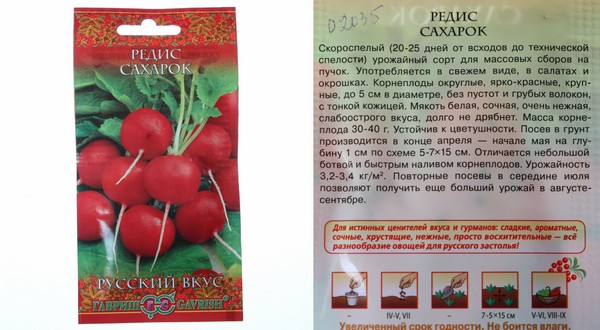 РЕДИС
САХАРОК
РУССКИЙ ВКУС
ГАВРИШ GAVRISH
02035
РЕДИС
САХАРОК
Скороспелый (20-25 дней от всходов до технической
спелости) урожайный сорт для массовых сборов на
пучок. Употребляется в свежем виде, в салатах и
окрошках. Корнеплоды округлые, ярко-красные, круп-
ные, до 5 см в диаметре, без пустот и грубых волокон,
с тонкой кожицей. Мякоть белая, сочная, очень нежная,
слабоострого вкуса, долго не дрябнет. Масса корне-
плода 30-40 г. Устойчив к цветушности. Посев в грунт
производится в конце апреля — начале мая на глу-
бину 1 см по схеме 5-7×15 см. Отличается небольшой
ботвой и быстрым наливом корнеплодов. Урожайность
3,2-3,4 кг/м². Повторные посевы в середине июля
позволяют получить еще больший урожай в августе-
сентябре.
Для истинных ценителей вкуса и гурманов: сладкие, ароматные,
сочные, хрустящие, нежные, просто восхитительные — всё
разнообразие овощей для русского застолья!
– IV-V, VII – 7-5×15 см V-VI, VIII-IX
Увеличенный срок годности. Не боится влаги.